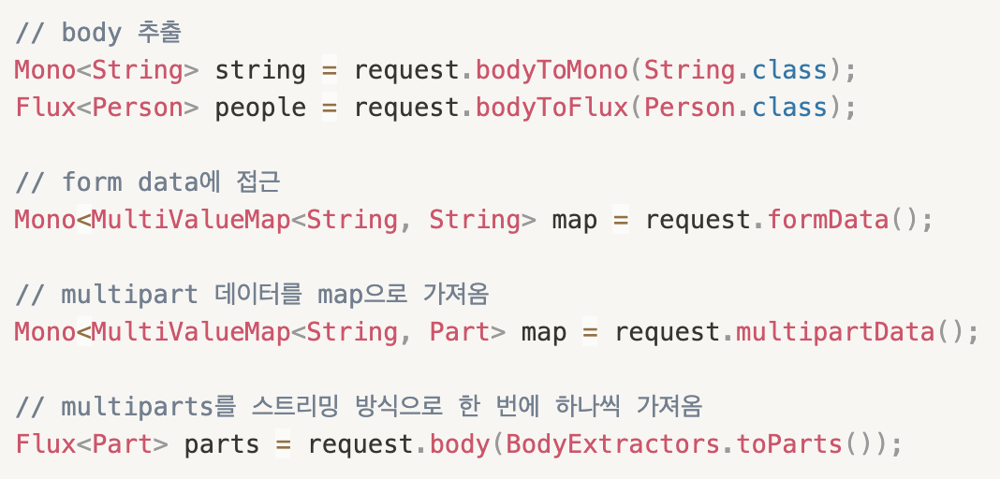 // body 추출
Mono<String> string = request.bodyToMono(String.class);
Flux<Person> people = request.bodyToFlux(Person.class);
// form data에 접근
Mono<MultiValueMap<String, String> map = request.formData();
// multipart 데이터를 map으로 가져옴
Mono<MultiValueMap<String, Part> map = request.multipartData();
// multiparts를 스트리밍 방식으로 한 번에 하나씩 가져옴
Flux<Part> parts = request.body(BodyExtractors.toParts());